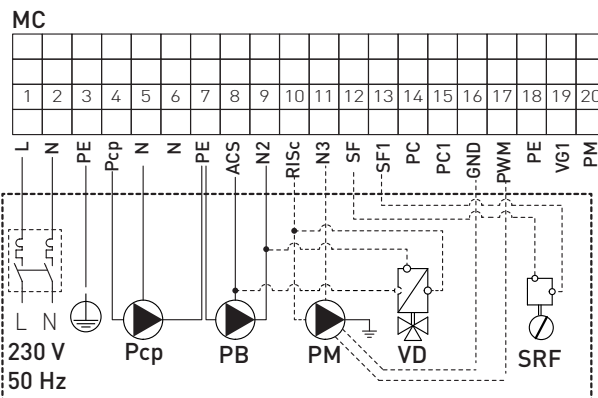 MC
1 2 3 4 5 6 7 8 9 10 11 12 13 14 15 16 17 18 19 20
L N PE Pcp N N PE ACS N2 RISc N3 SF SF1 PC PC1 GND PWM PE VG1 PM
L N
230 V
50 Hz
Pcp PB PM VD SRF